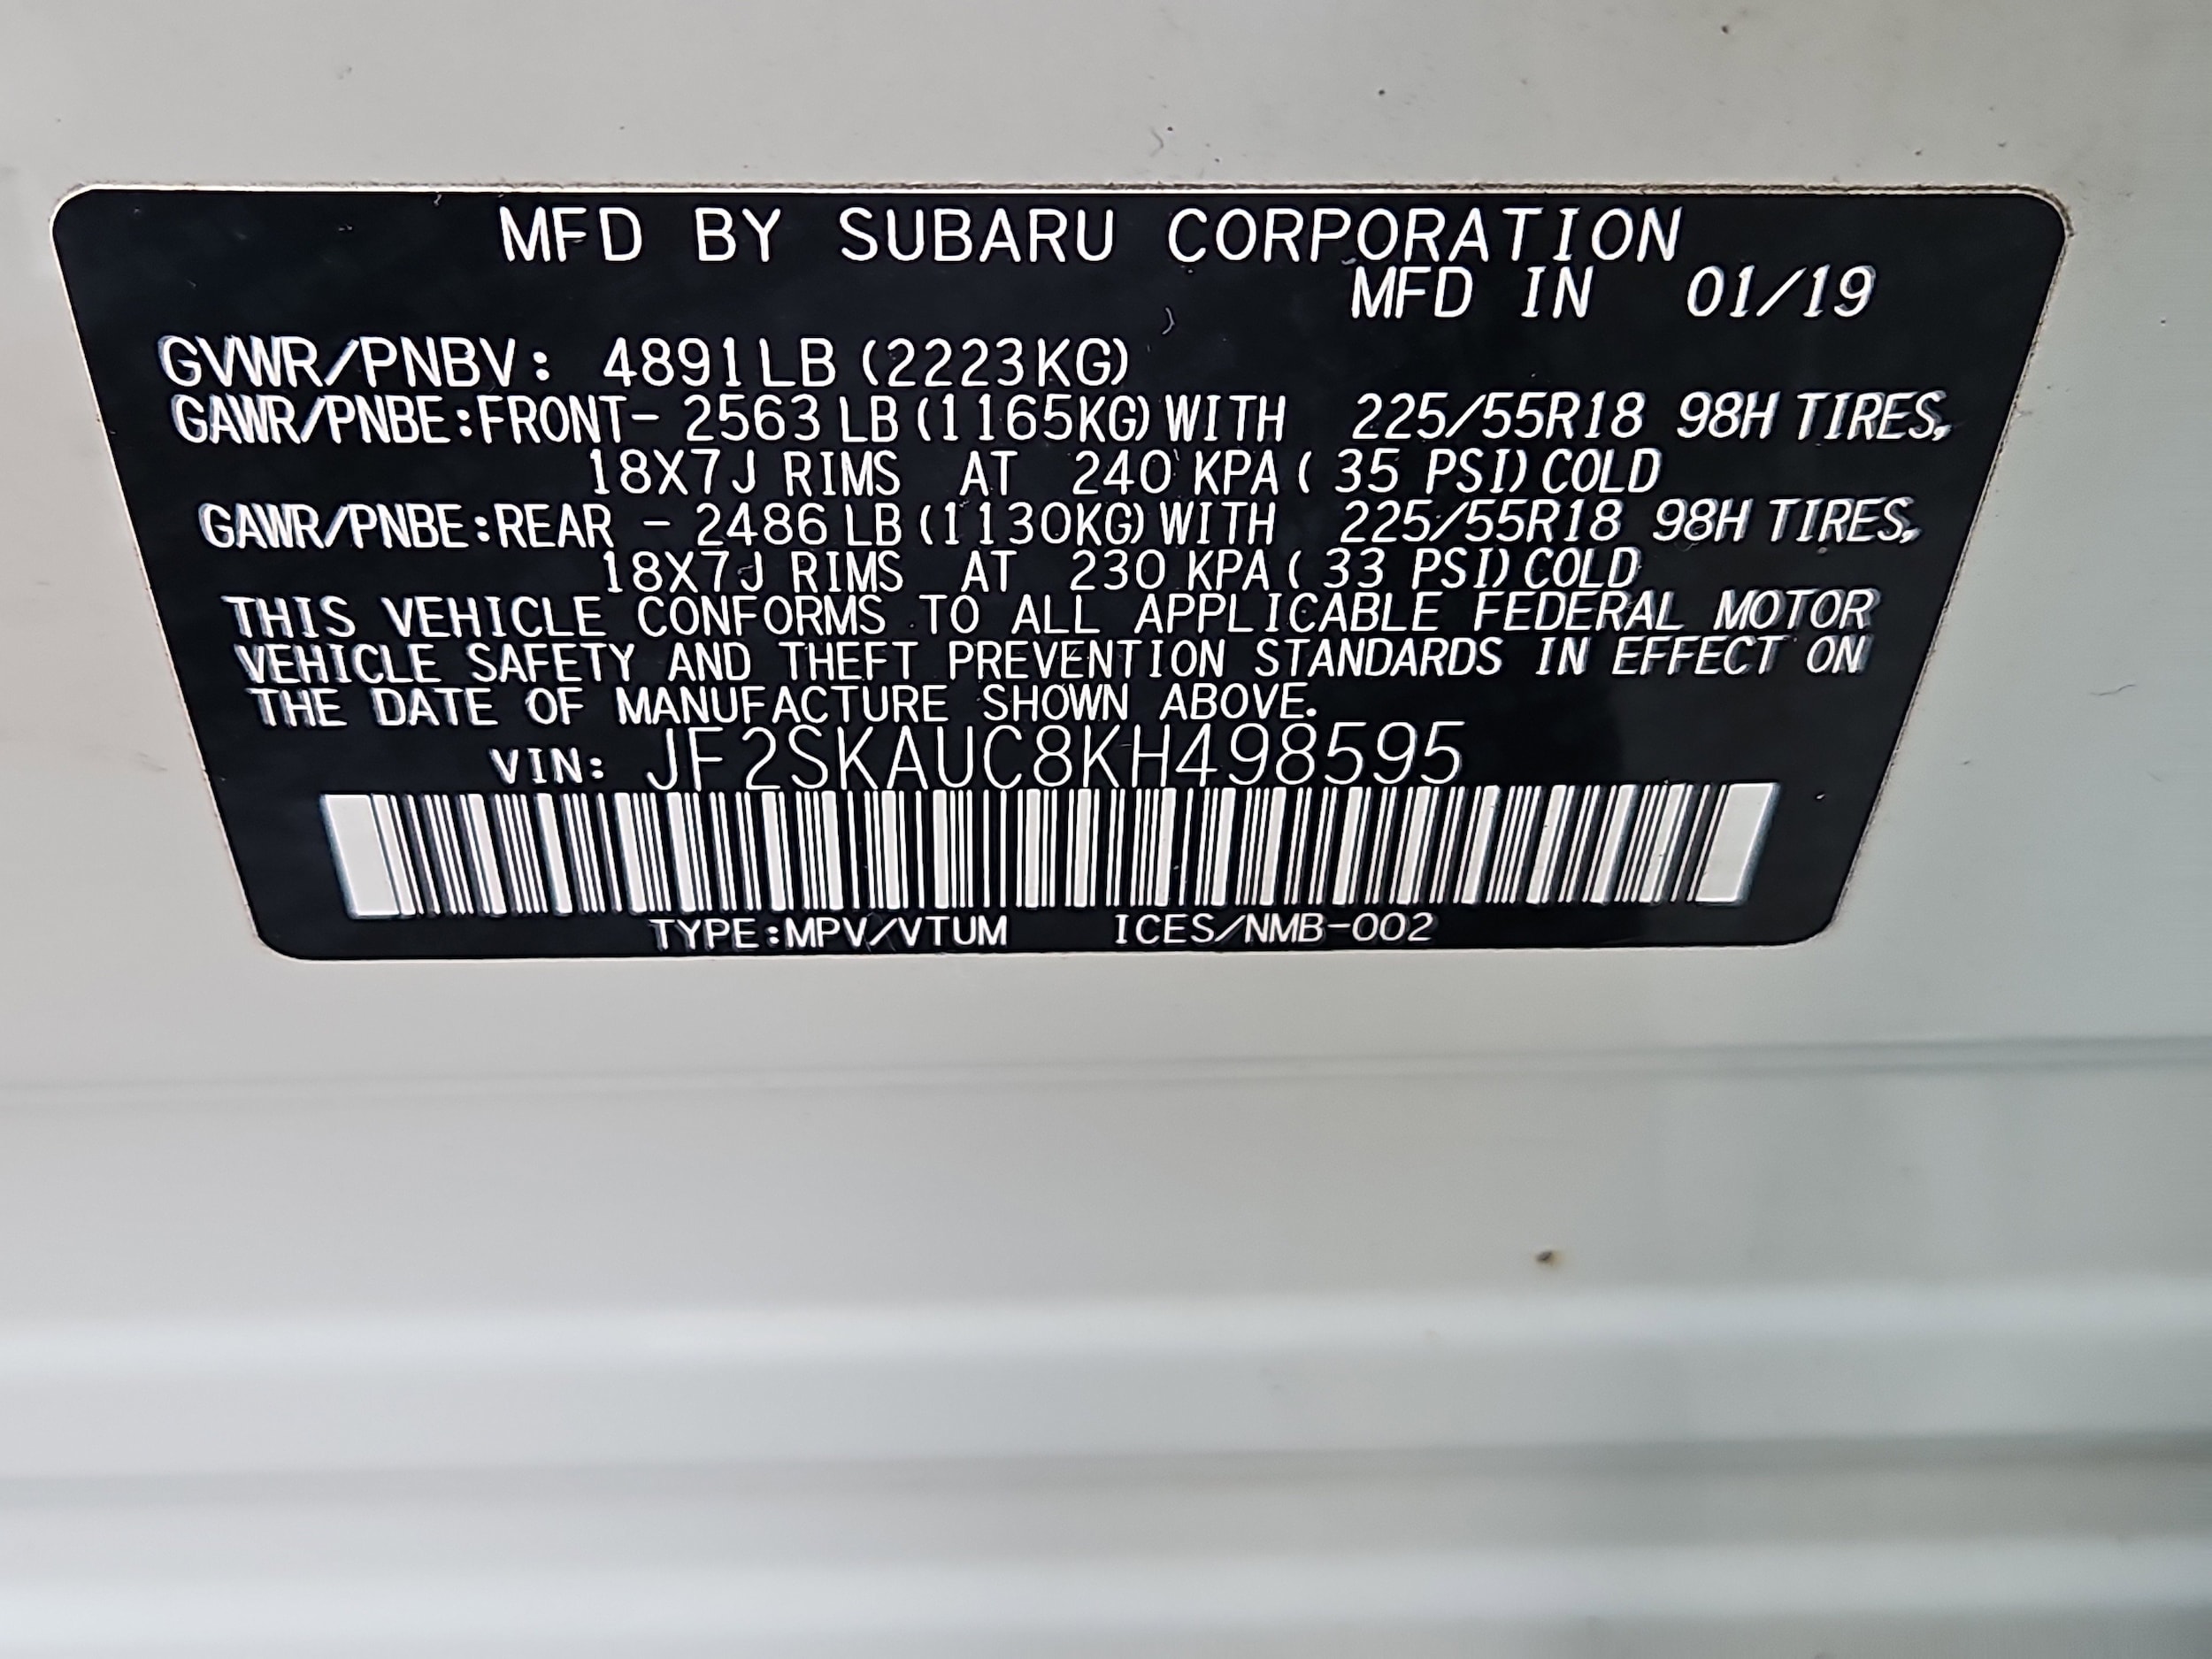 MFD BY SUBARU CORPORATION
MFD IN 01/19
GVWR/PNBV: 4891LB (2223KG)
GAWR/PNBE:FRONT- 2563 LB (1165KG) WITH 225/55R18 98H TIRES,
18X7J RIMS AT 240 KPA ( 35 PSI) COLD
GAWR/PNBE:REAR - 2486 LB (1130KG) WITH 225/55R18 98H TIRES,
18X7J RIMS AT 230 KPA ( 33 PSI) COLD
THIS VEHICLE CONFORMS TO ALL APPLICABLE FEDERAL MOTOR
VEHICLE SAFETY AND THEFT PREVENTION STANDARDS IN EFFECT ON
THE DATE OF MANUFACTURE SHOWN ABOVE.
VIN: JF2SKAUC8KH498595
TYPE:MPV/VTUM ICES/NMB-002